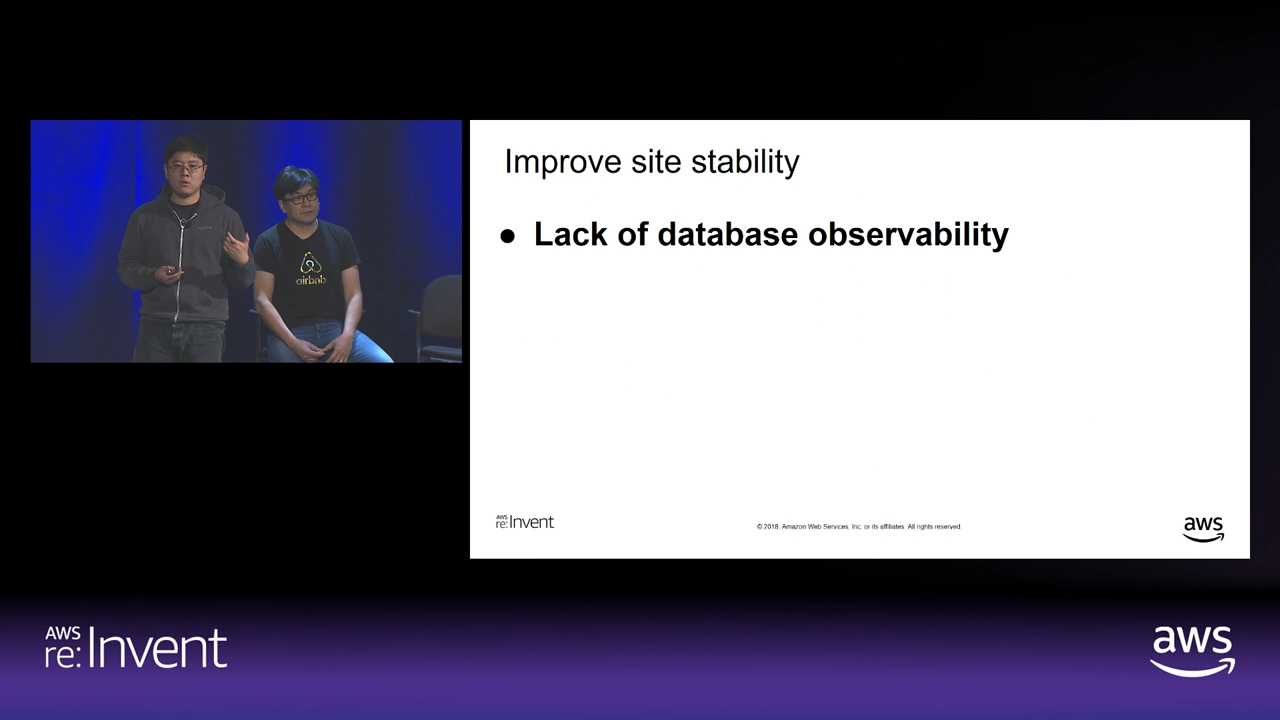 airbnb
Improve site stability
● Lack of database observability
AWS
re:Invent
© 2018, Amazon Web Services, Inc. or its affiliates. All rights reserved.
aws
AWS
re:Invent
aws